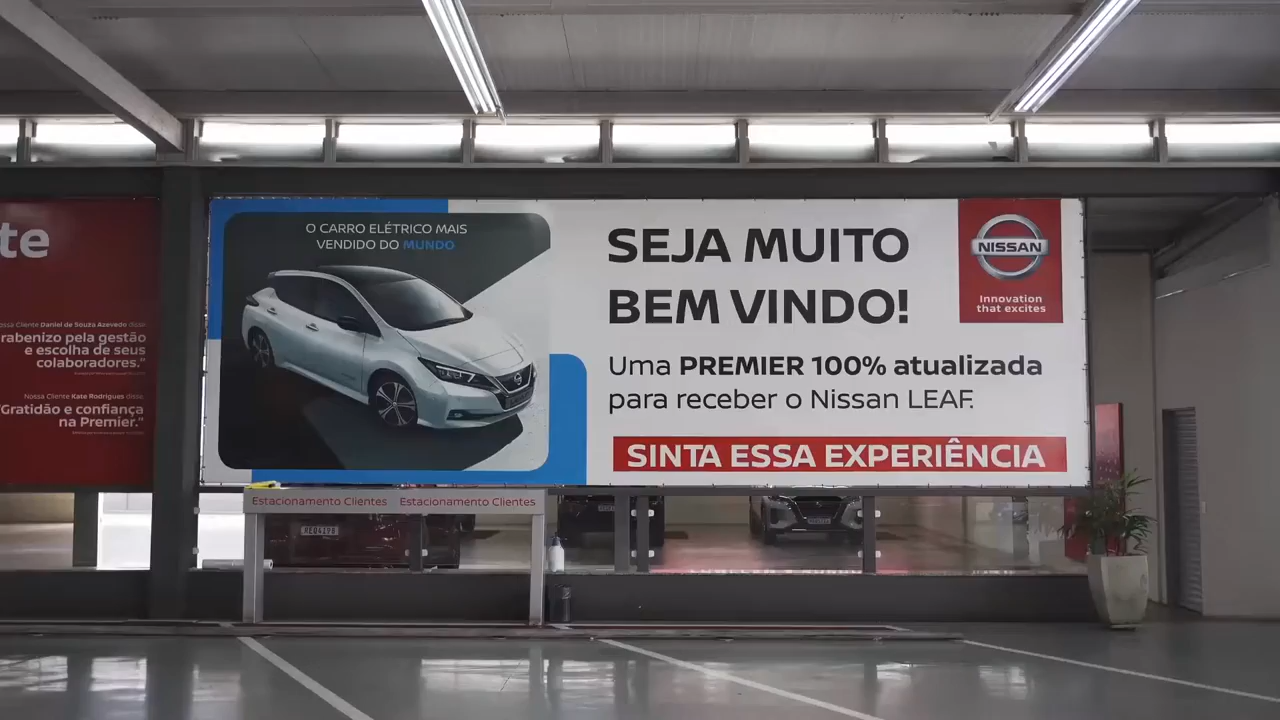 te
ossa Cliente Daniel de Souza Azevedo disse
rabenizo pela gestão
e escolha de seus
colaboradores."
Nossa Cliente Kate Rodrigues disse
"Gratidão e confiança
na Premier."
O CARRO ELÉTRICO MAIS
VENDIDO DO MUNDO
SEJA MUITO
BEM VINDO!
Uma PREMIER 100% atualizada
para receber o Nissan LEAF.
SINTA ESSA EXPERIÊNCIA
NISSAN
Innovation
that excites
Estacionamento Clientes Estacionamento Clientes